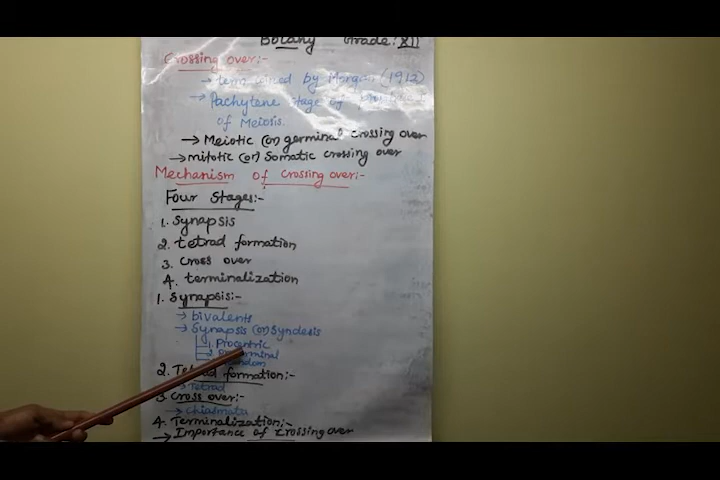 Botany Grade: XII
Crossing over:-
→ term coined by Morgan (1912)
→ Pachytene stage of
of Meiosis.
→ Meiotic (or) germinal crossing over
→ mitotic (or) Somatic crossing over
Mechanism of crossing over:-
Four Stages:-
1. Synapsis
2. tetrad formation
3. cross over
4. terminalization
1. Synapsis:-
→ bivalents
→ Synapsis (or) Syndesis
1. Procentric
2.
2. Tetrad formation:-
→ Tetrad
3. Cross over:-
→ chiasmata
4. Terminalization:-
→ Importance of crossing over